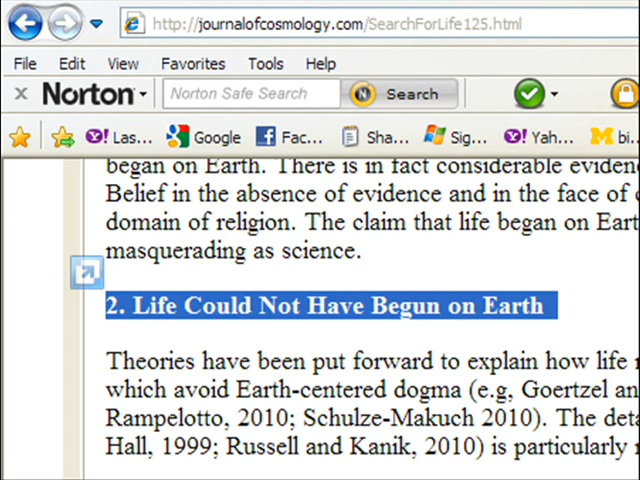 http://journalofcosmology.com/SearchForLife125.html
File Edit View Favorites Tools Help
Norton Norton Safe Search Search
Y! Las... Google Fac... Sha... Sig... Y! Yah... M bi
began on Earth. There is in fact considerable
Belief in the absence of evidence and in the face of
domain of religion. The claim that life began on
masquerading as science.
2. Life Could Not Have Begun on Earth
Theories have been put forward to explain how life
which avoid Earth-centered dogma (e.g, Goertzel
Rampelotto, 2010; Schulze-Makuch 2010). The
Hall, 1999; Russell and Kanik, 2010) is particularly